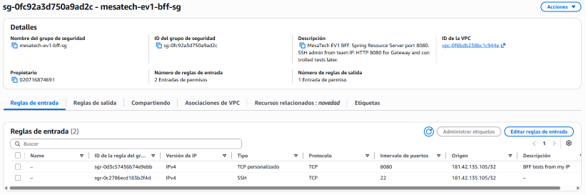 sg-0fc92a3d750a9ad2c - mesatech-ev1-bff-sg
Acciones
Detalles
Nombre del grupo de seguridad
mesatech-ev1-bff-sg
ID del grupo de seguridad
sg-0fc92a3d750a9ad2c
Descripción
MesaTech EV1 BFF. Spring Resource Server port 8080. SSH admin from team IP. HTTP 8080 for Gateway and controlled tests later.
ID de la VPC
Propietario
020716874691
Número de reglas de entrada
2 Entradas de permisos
Número de reglas de salida
1 Entrada de permiso
Reglas de entrada
Reglas de salida
Compartiendo
Asociaciones de VPC
Recursos relacionados : novedad
Etiquetas
Reglas de entrada (2)
Administrar etiquetas
Editar reglas de entrada
Buscar
1
Name
ID de la regla del gr...
Versión de IP
Tipo
Protocolo
Intervalo de puertos
Origen
Descripción
–
IPv4
TCP personalizado
TCP
8080
181.42.135.105/32
BFF tests from my IP
–
IPv4
SSH
TCP
22
181.42.135.105/32
–